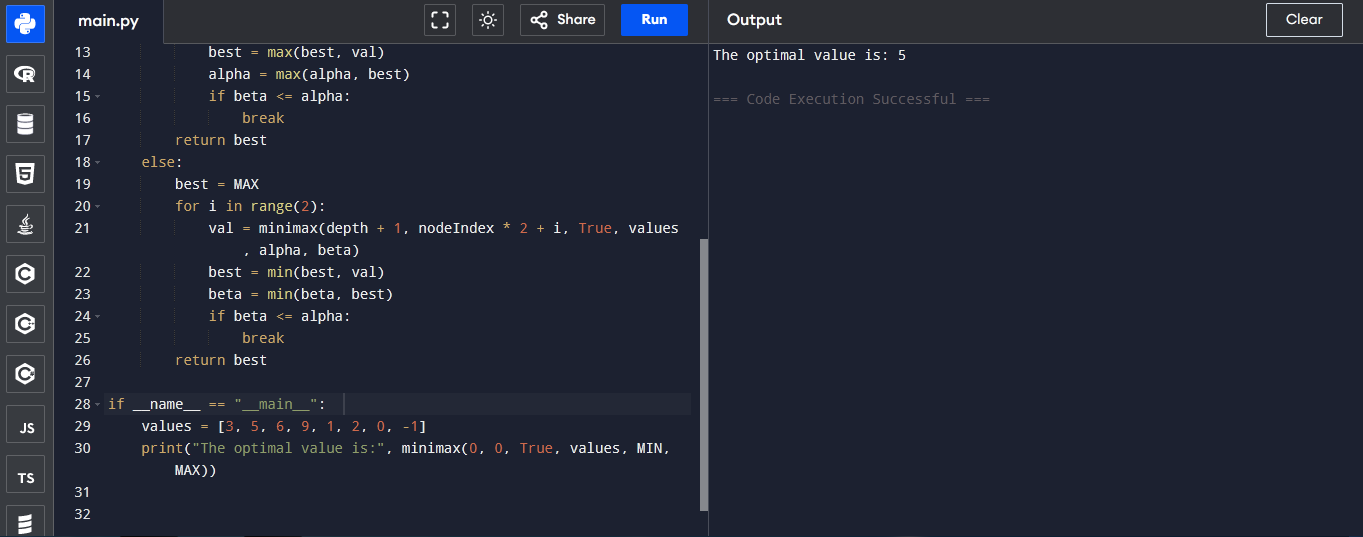 main.py
Share
Run
Output
Clear
13 best = max(best, val)
14 alpha = max(alpha, best)
15 if beta <= alpha:
16 break
17 return best
18 else:
19 best = MAX
20 for i in range(2):
21 val = minimax(depth + 1, nodeIndex * 2 + i, True, values
, alpha, beta)
22 best = min(best, val)
23 beta = min(beta, best)
24 if beta <= alpha:
25 break
26 return best
27
28 if __name__ == "__main__":
29 values = [3, 5, 6, 9, 1, 2, 0, -1]
30 print("The optimal value is:", minimax(0, 0, True, values, MIN,
MAX))
31
32
The optimal value is: 5
=== Code Execution Successful ===
R
5
C
C++
C#
JS
TS